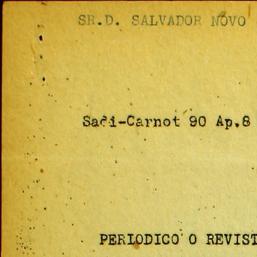 SR.D. SALVADOR NOVO
Sadi-Carnot 90 Ap.8
PERIODICO O REVIST